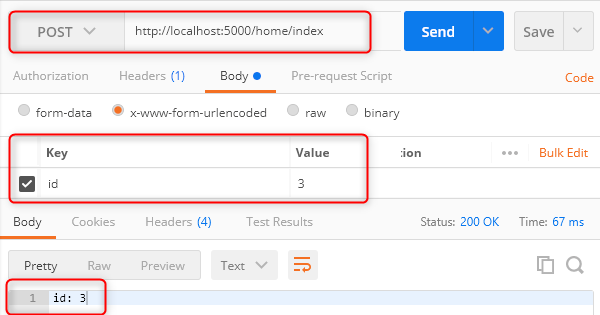 POST http://localhost:5000/home/index Send Save
Authorization Headers (1) Body Pre-request Script Code
form-data x-www-form-urlencoded raw binary
Key Value tion ••• Bulk Edit
id 3
Body Cookies Headers (4) Test Results Status: 200 OK Time: 67 ms
Pretty Raw Preview Text
1 id: 3